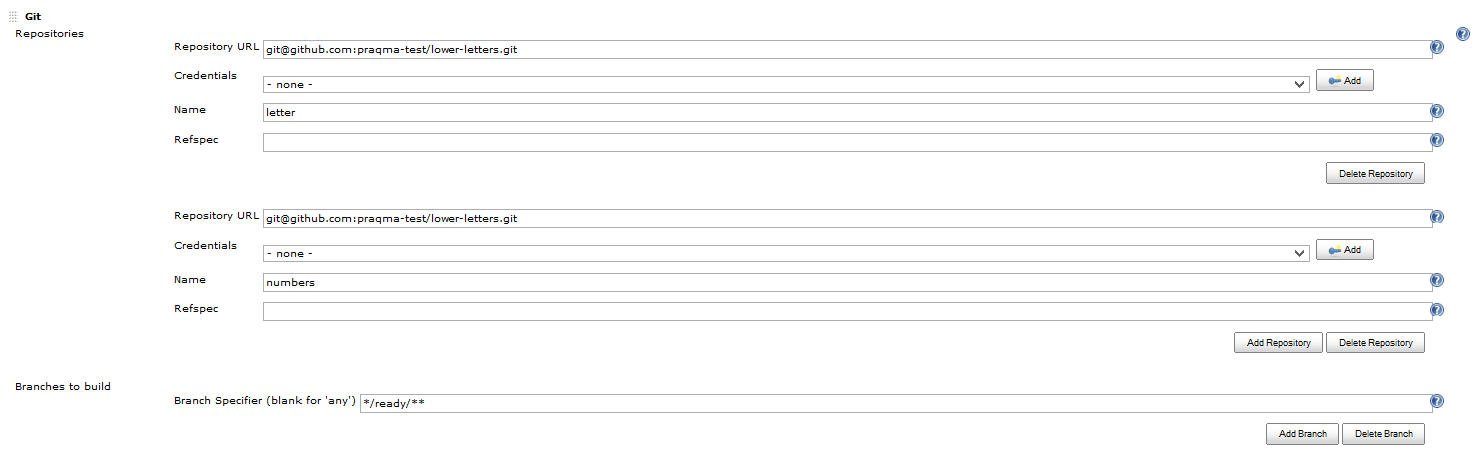 Git
Repositories
Repository URL git@github.com:praqma-test/lower-letters.git
Credentials - none - Add
Name letter
Refspec
Delete Repository
Repository URL git@github.com:praqma-test/lower-letters.git
Credentials - none - Add
Name numbers
Refspec
Add Repository Delete Repository
Branches to build
Branch Specifier (blank for 'any') */ready/**
Add Branch Delete Branch